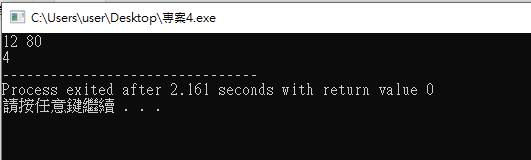 C:\Users\user\Desktop\專案4.exe
12 80
4
--------------------------------
Process exited after 2.161 seconds with return value 0
請按任意鍵繼續 . . .